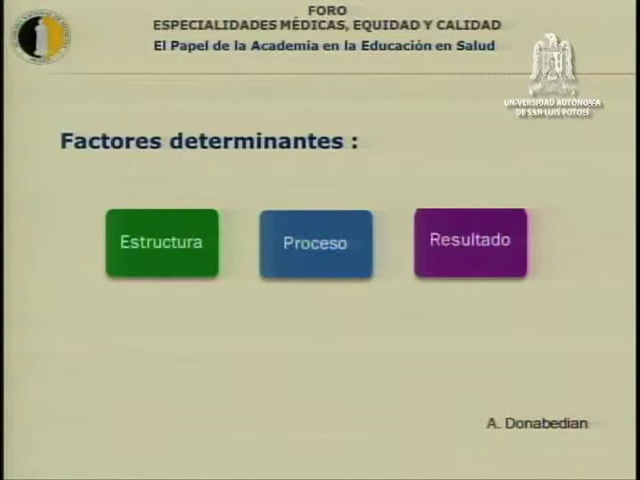 FORO
ESPECIALIDADES MÉDICAS, EQUIDAD Y CALIDAD
El Papel de la Academia en la Educación en Salud
UNIVERSIDAD AUTÓNOMA
DE SAN LUIS POTOSÍ
Factores determinantes :
Estructura
Proceso
Resultado
A. Donabedian